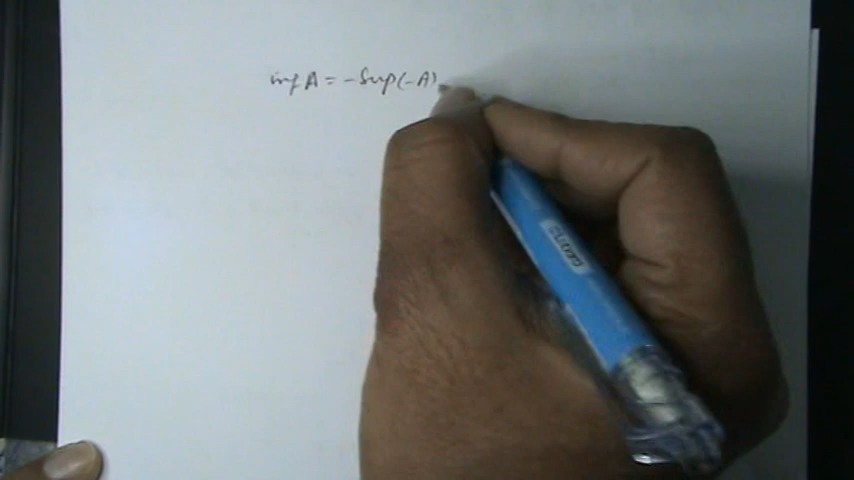 inf A = - Sup(-A)